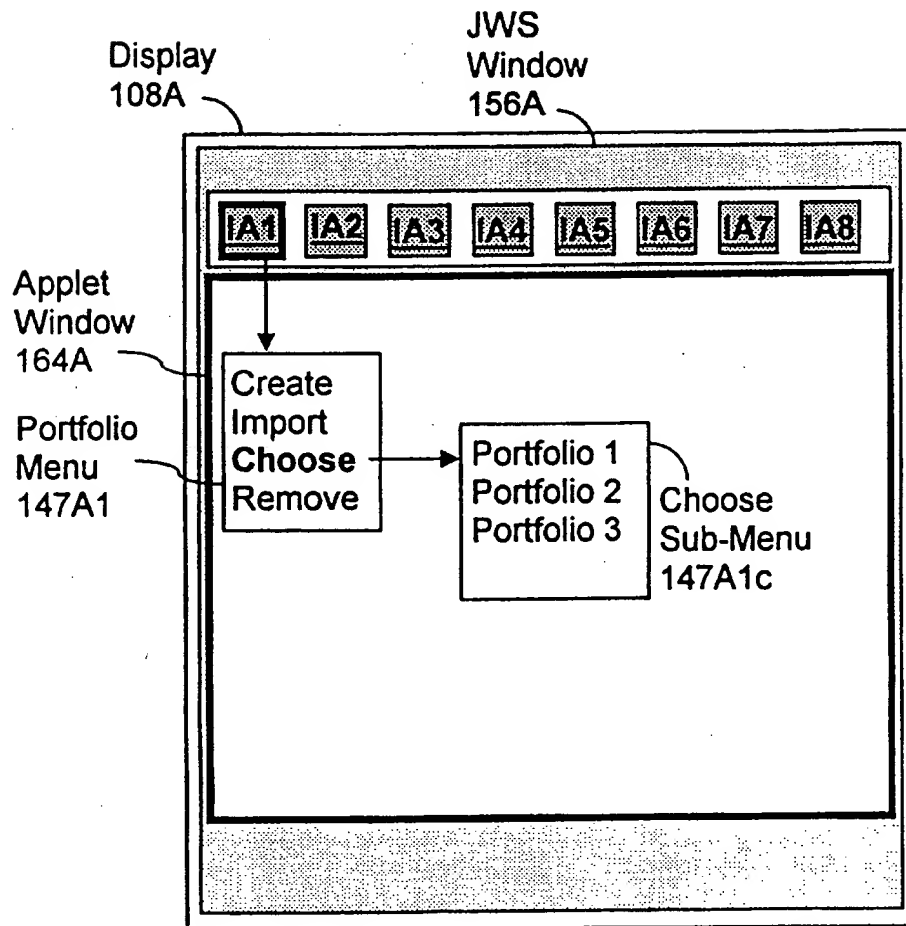 Display
108A
JWS
Window
156A
IA1 IA2 IA3 IA4 IA5 IA6 IA7 IA8
Applet
Window
164A
Portfolio
Menu
147A1
Create
Import
Choose
Remove
Portfolio 1
Portfolio 2
Portfolio 3
Choose
Sub-Menu
147A1c